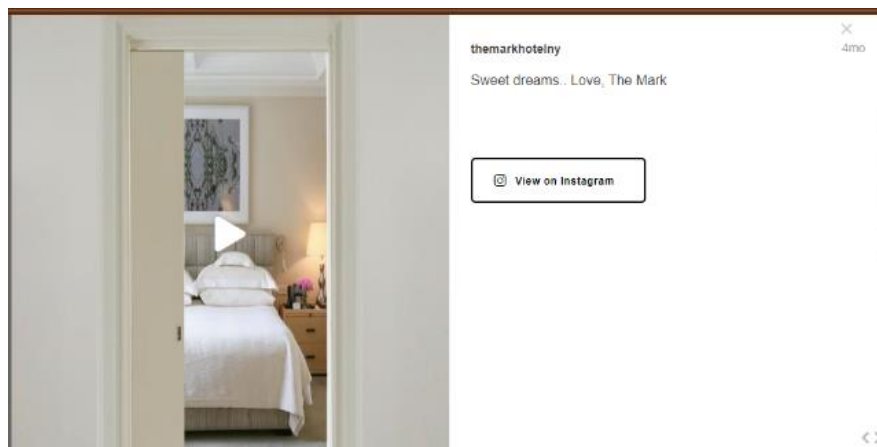 themarkhotelny
4mo
Sweet dreams.. Love, The Mark
View on Instagram